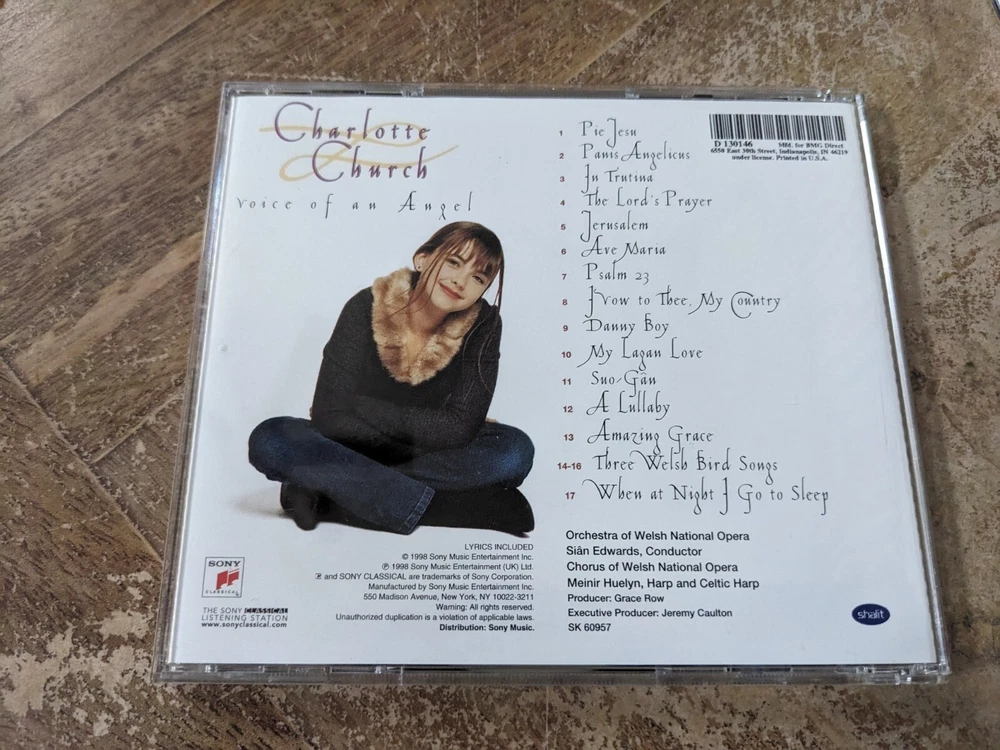 Charlotte
Church
Voice of an Angel
1 Pie Jesu
2 Panis Angelicus
3 In Trutina
4 The Lord's Prayer
5 Jerusalem
6 Ave Maria
7 Psalm 23
8 I Vow to Thee, My Country
9 Danny Boy
10 My Lagan Love
11 Suo-Gân
12 A Lullaby
13 Amazing Grace
14-16 Three Welsh Bird Songs
17 When at Night I Go to Sleep
D 130146 MM. for BMG Direct
6550 East 30th Street, Indianapolis, IN 46219
under license. Printed in U.S.A.
Orchestra of Welsh National Opera
Siân Edwards, Conductor
Chorus of Welsh National Opera
Meinir Huelyn, Harp and Celtic Harp
Producer: Grace Row
Executive Producer: Jeremy Caulton
SK 60957
shalit
LYRICS INCLUDED
© 1998 Sony Music Entertainment Inc.
℗ 1998 Sony Music Entertainment (UK) Ltd.
and SONY CLASSICAL are trademarks of Sony Corporation.
Manufactured by Sony Music Entertainment Inc.
550 Madison Avenue, New York, NY 10022-3211
Warning: All rights reserved.
Unauthorized duplication is a violation of applicable laws.
Distribution: Sony Music.
SONY
CLASSICAL
THE SONY CLASSICAL
LISTENING STATION
www.sonyclassical.com